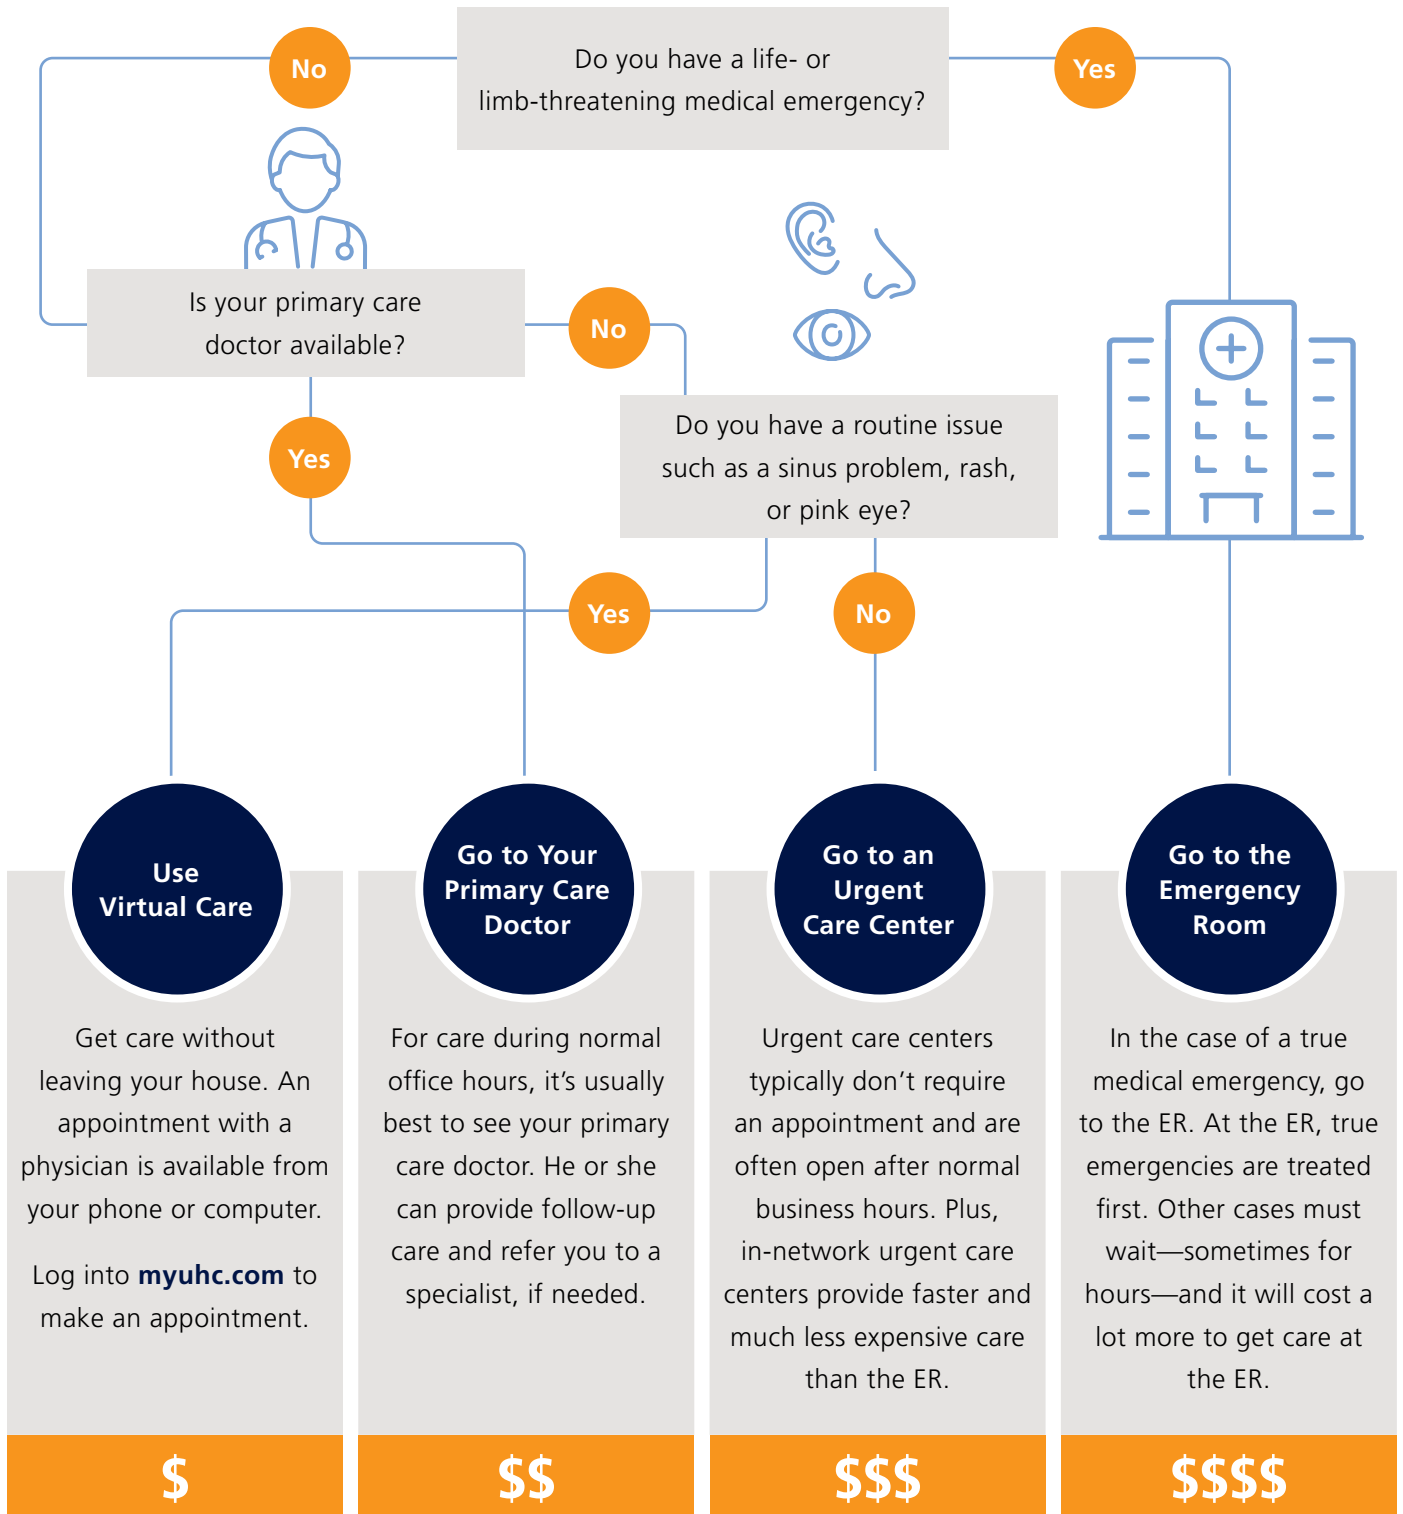 Do you have a life- or
limb-threatening medical emergency?
No
Yes
Is your primary care
doctor available?
No
Yes
Do you have a routine issue
such as a sinus problem, rash,
or pink eye?
Yes
No
Use
Virtual Care
Get care without
leaving your house. An
appointment with a
physician is available from
your phone or computer.
Log into myuhc.com to
make an appointment.
$
Go to Your
Primary Care
Doctor
For care during normal
office hours, it’s usually
best to see your primary
care doctor. He or she
can provide follow-up
care and refer you to a
specialist, if needed.
$$
Go to an
Urgent
Care Center
Urgent care centers
typically don’t require
an appointment and are
often open after normal
business hours. Plus,
in-network urgent care
centers provide faster and
much less expensive care
than the ER.
$$$
Go to the
Emergency
Room
In the case of a true
medical emergency, go
to the ER. At the ER, true
emergencies are treated
first. Other cases must
wait—sometimes for
hours—and it will cost a
lot more to get care at
the ER.
$$$$